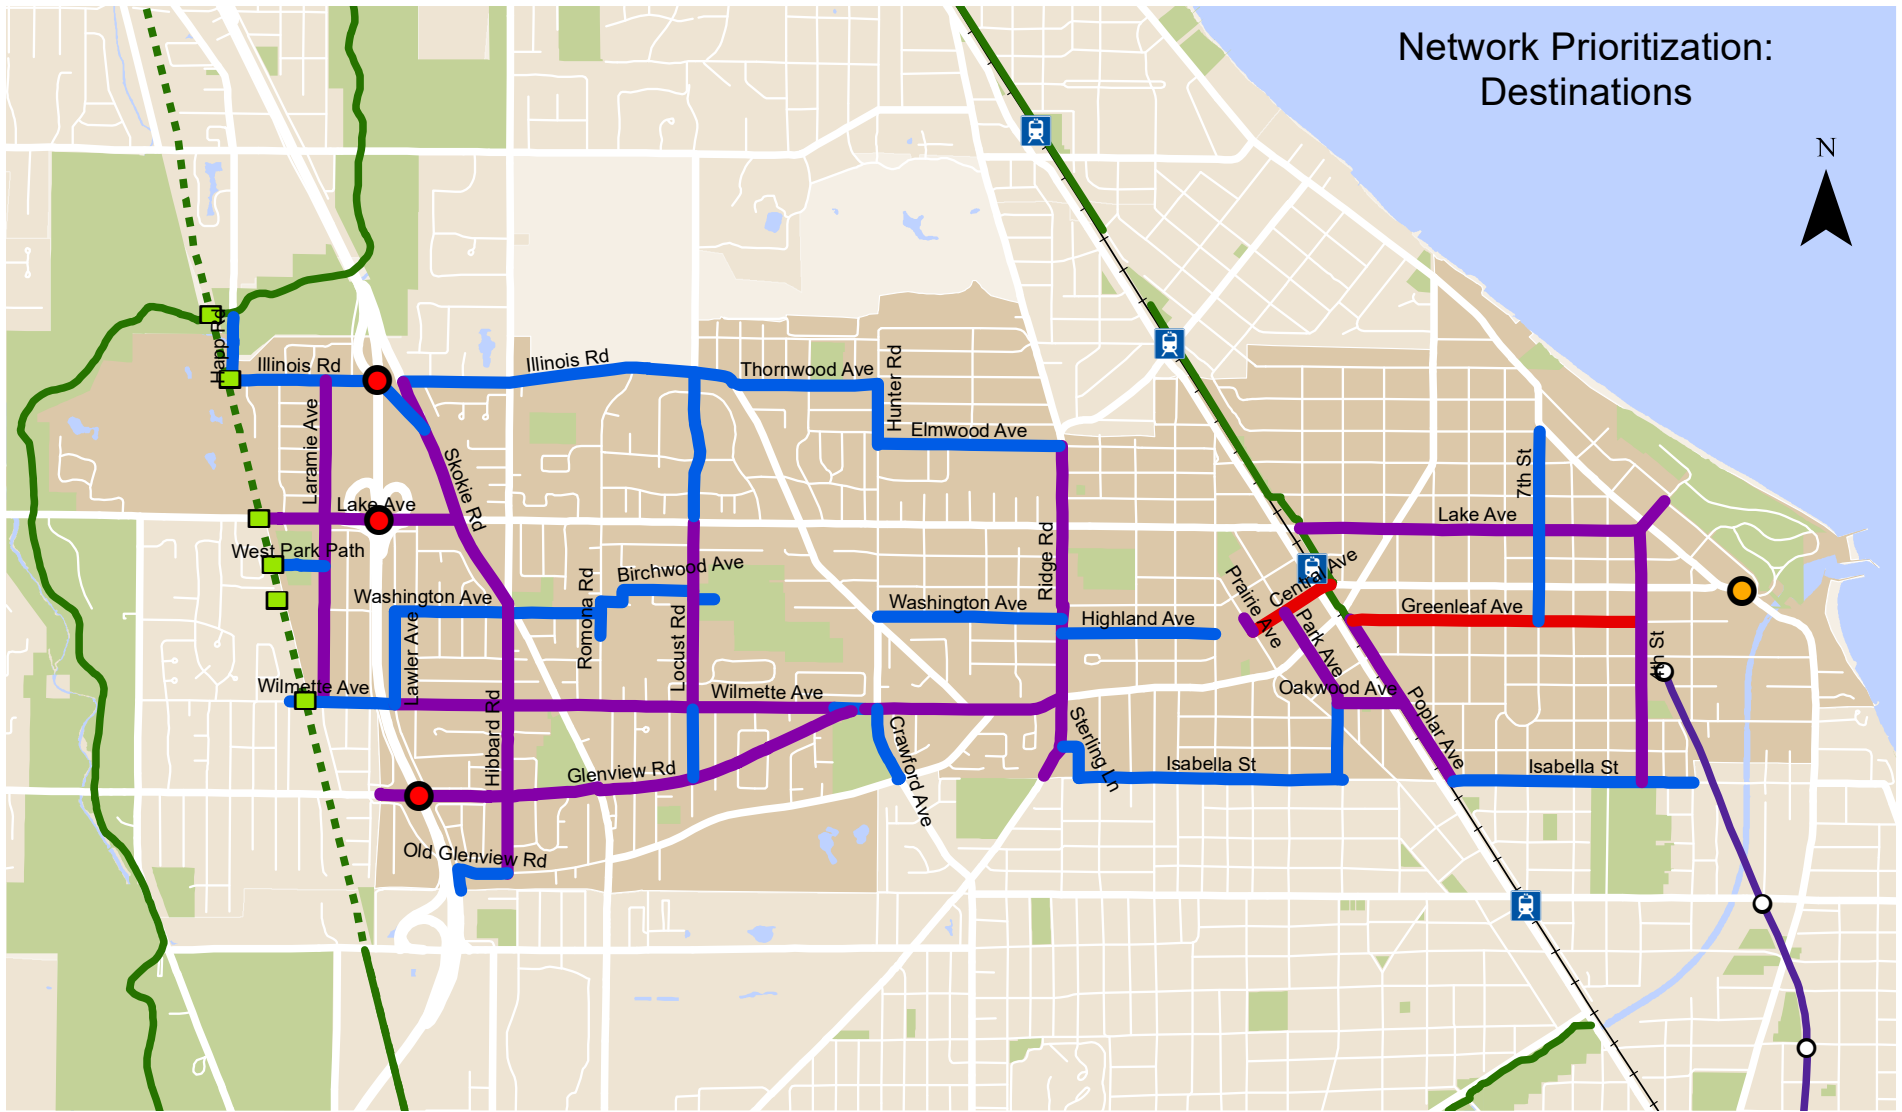 Network Prioritization:
Destinations
N
Happ Rd
Illinois Rd
Illinois Rd
Thornwood Ave
Hunter Rd
Elmwood Ave
Laramie Ave
Skokie Rd
Lake Ave
7th St
Lake Ave
West Park Path
Ridge Rd
Birchwood Ave
Romona Rd
Washington Ave
Lawler Ave
Locust Rd
Washington Ave
Highland Ave
Prairie Ave
Central Ave
Park Ave
Greenleaf Ave
4th St
Wilmette Ave
Hibbard Rd
Wilmette Ave
Oakwood Ave
Poplar Ave
Crawford Ave
Sterling Ln
Glenview Rd
Isabella St
Isabella St
Old Glenview Rd